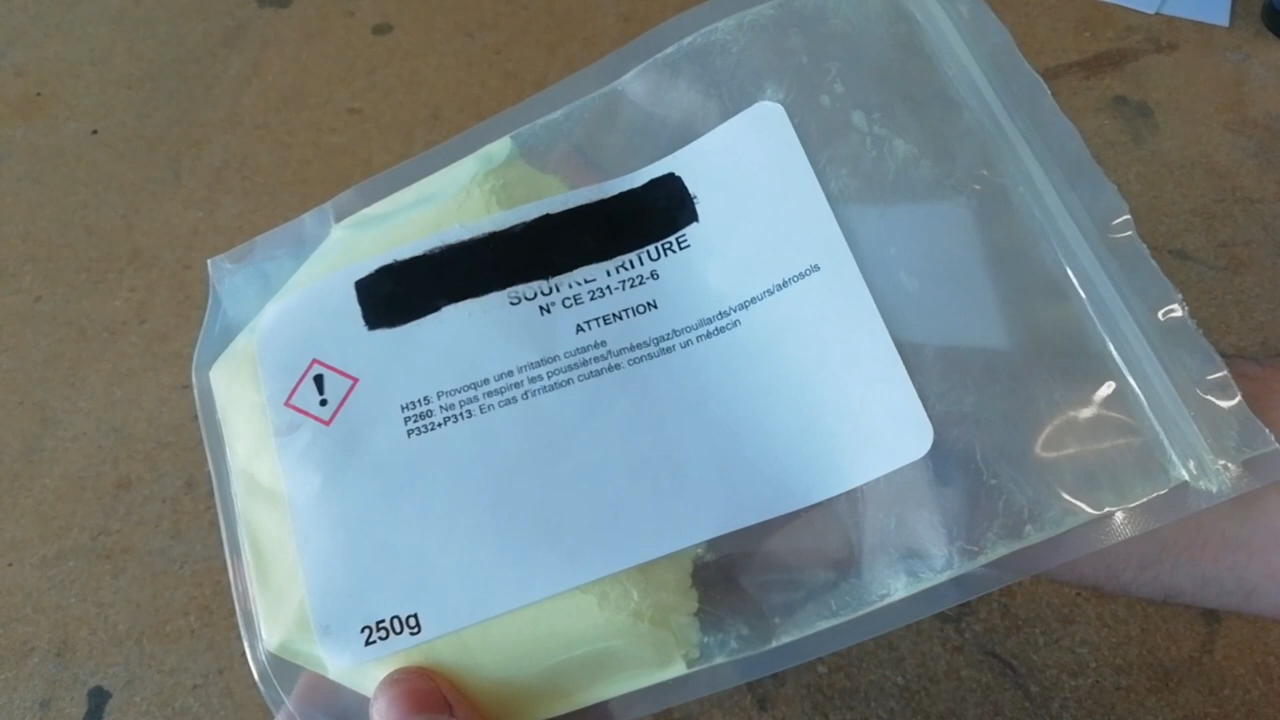 SOUFRE TRITURE
N° CE 231-722-6
ATTENTION
H315: Provoque une irritation cutanée
P260: Ne pas respirer les poussières/fumées/gaz/brouillards/vapeurs/aérosols
P332+P313: En cas d'irritation cutanée: consulter un médecin
250g